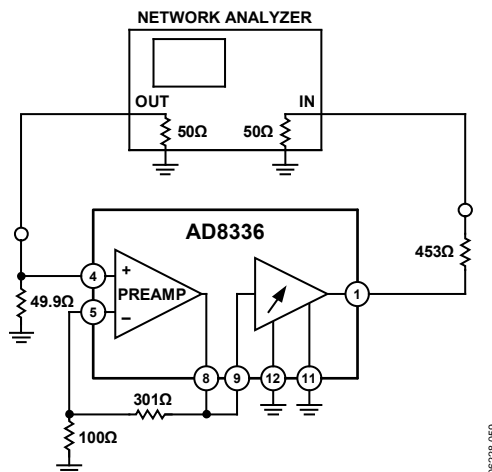 NETWORK ANALYZER
OUT
IN
50Ω
50Ω
AD8336
453Ω
4
+
PREAMP
1
49.9Ω
5
–
8
9
12
11
301Ω
100Ω